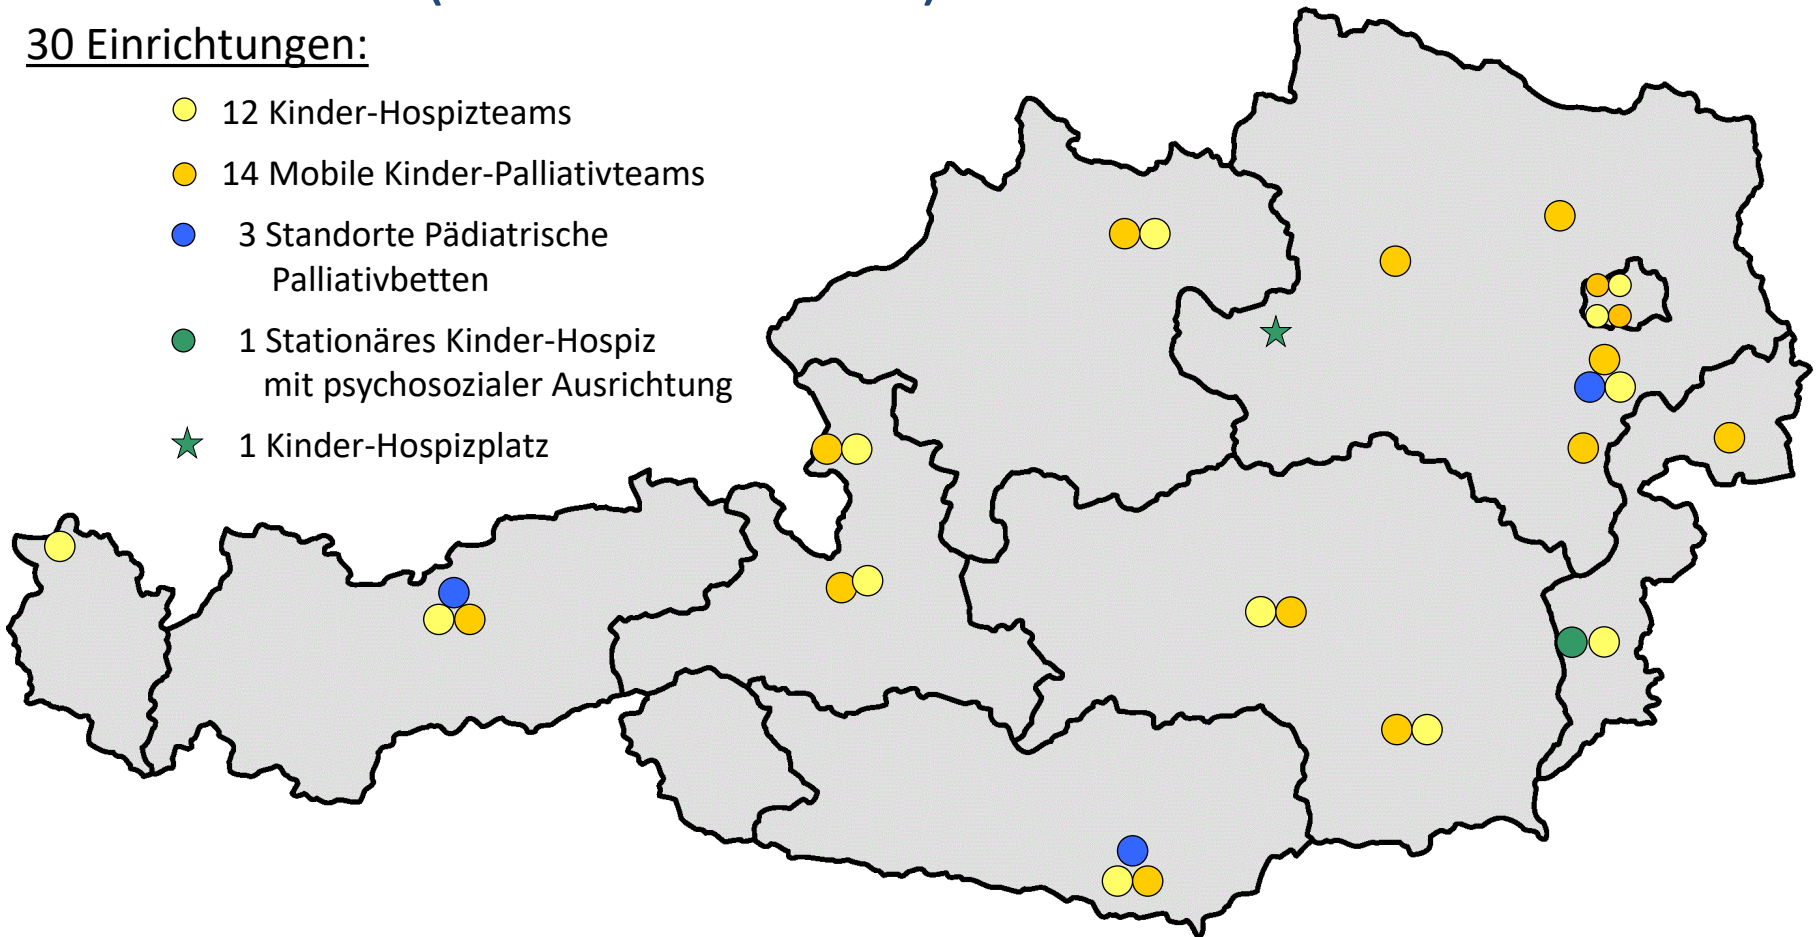 30 Einrichtungen:
12 Kinder-Hospizteams
14 Mobile Kinder-Palliativteams
3 Standorte Pädiatrische
Palliativbetten
1 Stationäres Kinder-Hospiz
mit psychosozialer Ausrichtung
1 Kinder-Hospizplatz